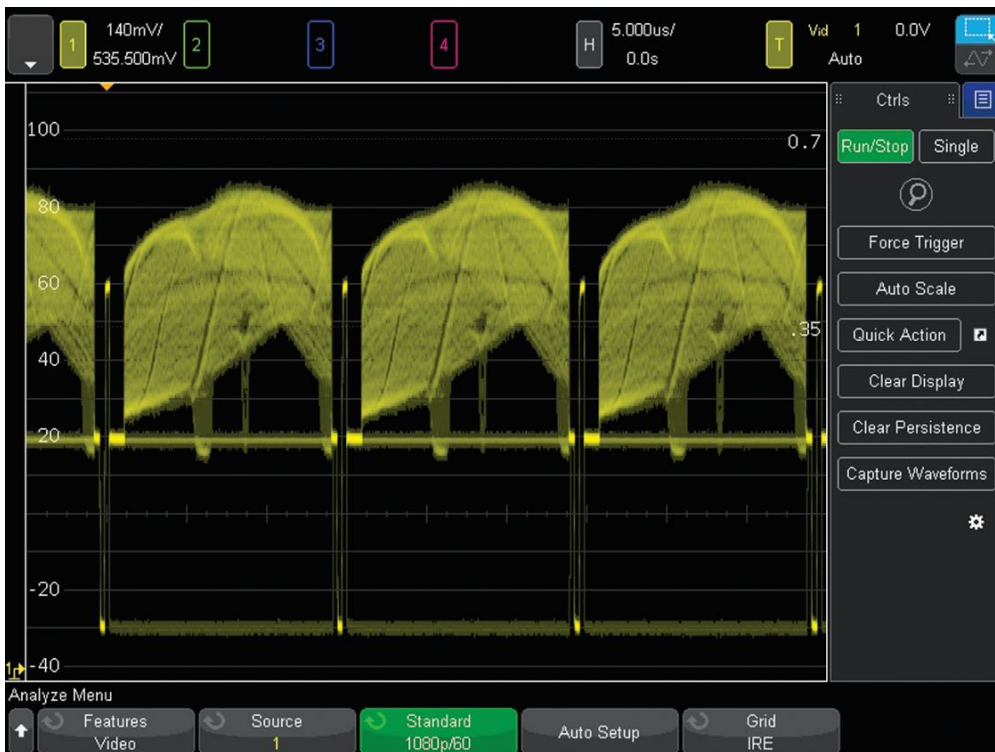 1 140mV/ 2 3 4 H 5.000us/ T Vid 1 0.0V
535.500mV 0.0s Auto
Ctrls
100
0.7
Run/Stop Single
80
Force Trigger
60
Auto Scale
.35
Quick Action
40
Clear Display
20
Clear Persistence
Capture Waveforms
-20
-40
1
Analyze Menu
Features Source Standard Auto Setup Grid
Video 1 1080p/60 IRE